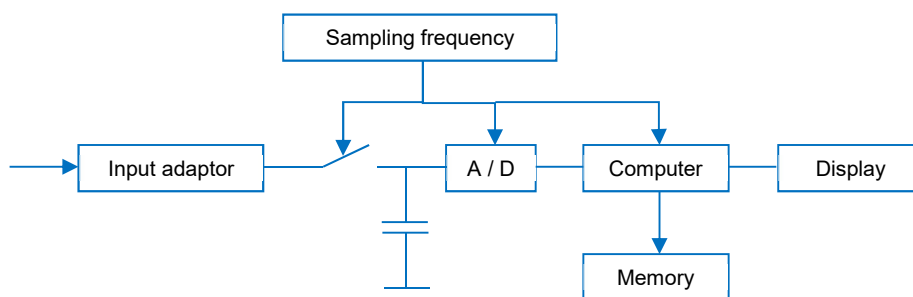 Sampling frequency
Input adaptor
A / D
Computer
Display
Memory